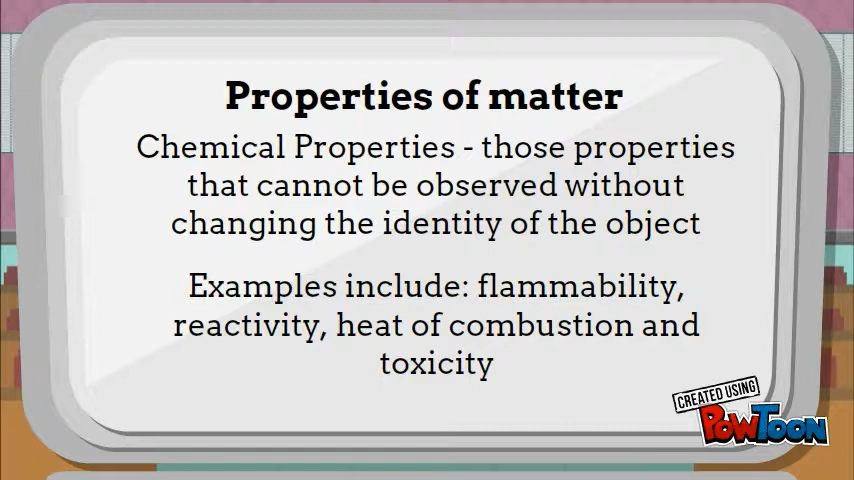 Properties of matter
Chemical Properties - those properties
that cannot be observed without
changing the identity of the object
Examples include: flammability,
reactivity, heat of combustion and
toxicity
CREATED USING
POWTOON